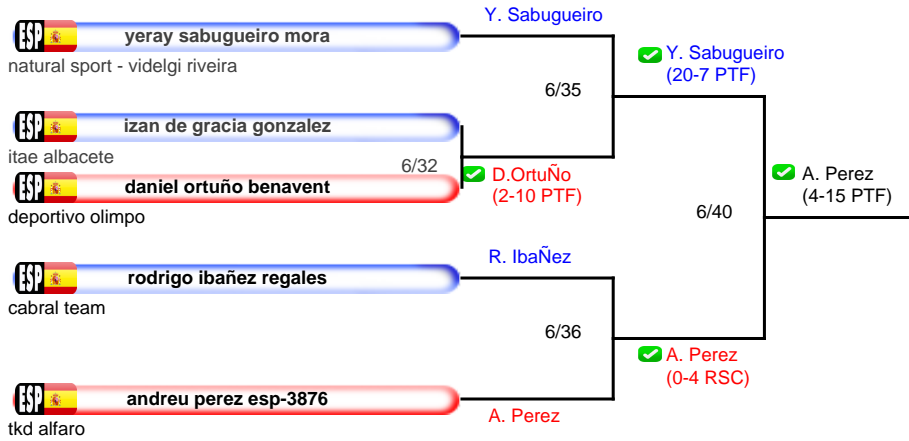 Y. Sabugueiro
ESP yeray sabugueiro mora
natural sport - videlgi riveira
Y. Sabugueiro
(20-7 PTF)
6/35
ESP izan de gracia gonzalez
itae albacete
6/32
D.OrtuÑo
(2-10 PTF)
ESP daniel ortuño benavent
deportivo olimpo
A. Perez
(4-15 PTF)
6/40
R. IbaÑez
ESP rodrigo ibañez regales
cabral team
6/36
A. Perez
(0-4 RSC)
ESP andreu perez esp-3876
A. Perez
tkd alfaro